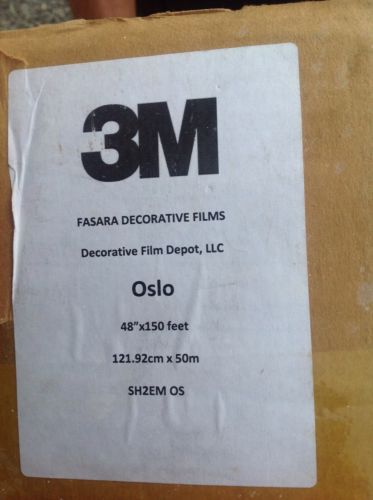 3M
FASARA DECORATIVE FILMS
Decorative Film Depot, LLC
Oslo
48"x150 feet
121.92cm x 50m
SH2EM OS